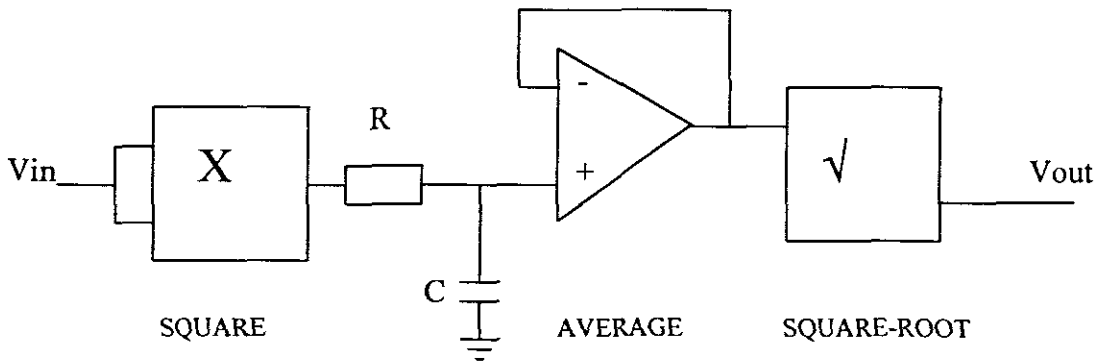 R
-
Vin
X
+
√
Vout
C
SQUARE
AVERAGE
SQUARE-ROOT